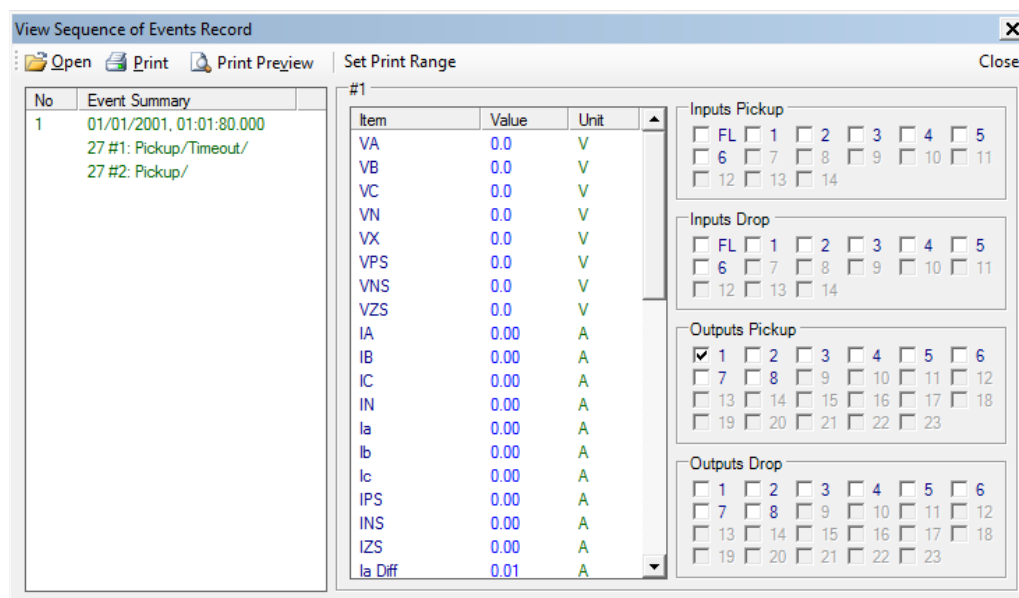 View Sequence of Events Record
Open Print Print Preview Set Print Range Close
No Event Summary
1 01/01/2001, 01:01:80.000
27 #1: Pickup/Timeout/
27 #2: Pickup/
#1
Item Value Unit
VA 0.0 V
VB 0.0 V
VC 0.0 V
VN 0.0 V
VX 0.0 V
VPS 0.0 V
VNS 0.0 V
VZS 0.0 V
IA 0.00 A
IB 0.00 A
IC 0.00 A
IN 0.00 A
Ia 0.00 A
Ib 0.00 A
Ic 0.00 A
IPS 0.00 A
INS 0.00 A
IZS 0.00 A
Ia Diff 0.01 A
Inputs Pickup
FL 1 2 3 4 5
6 7 8 9 10 11
12 13 14
Inputs Drop
FL 1 2 3 4 5
6 7 8 9 10 11
12 13 14
Outputs Pickup
1 2 3 4 5 6
7 8 9 10 11 12
13 14 15 16 17 18
19 20 21 22 23
Outputs Drop
1 2 3 4 5 6
7 8 9 10 11 12
13 14 15 16 17 18
19 20 21 22 23